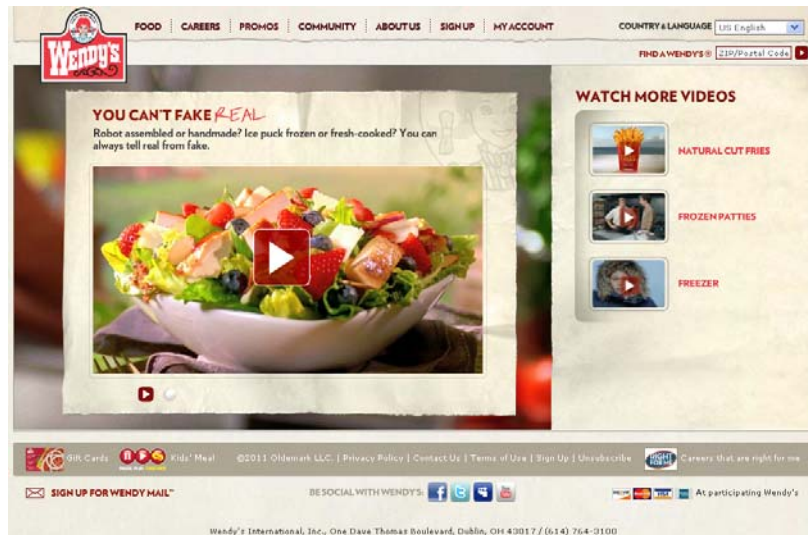 Wendy's
FOOD CAREERS PROMOS COMMUNITY ABOUT US SIGN UP MY ACCOUNT
COUNTRY & LANGUAGE US English
FIND A WENDY'S® ZIP/Postal Code
YOU CAN'T FAKE REAL
Robot assembled or handmade? Ice puck frozen or fresh-cooked? You can
always tell real from fake.
WATCH MORE VIDEOS
NATURAL CUT FRIES
FROZEN PATTIES
FREEZER
Gift Cards Kids' Meal ©2011 Oldemark LLC. | Privacy Policy | Contact Us | Terms of Use | Sign Up | Unsubscribe RIGHT FOR ME Careers that are right for me
SIGN UP FOR WENDY MAIL™ BE SOCIAL WITH WENDY'S: VISA At participating Wendy's
Wendy's International, Inc., One Dave Thomas Boulevard, Dublin, OH 43017 / (614) 764-3100